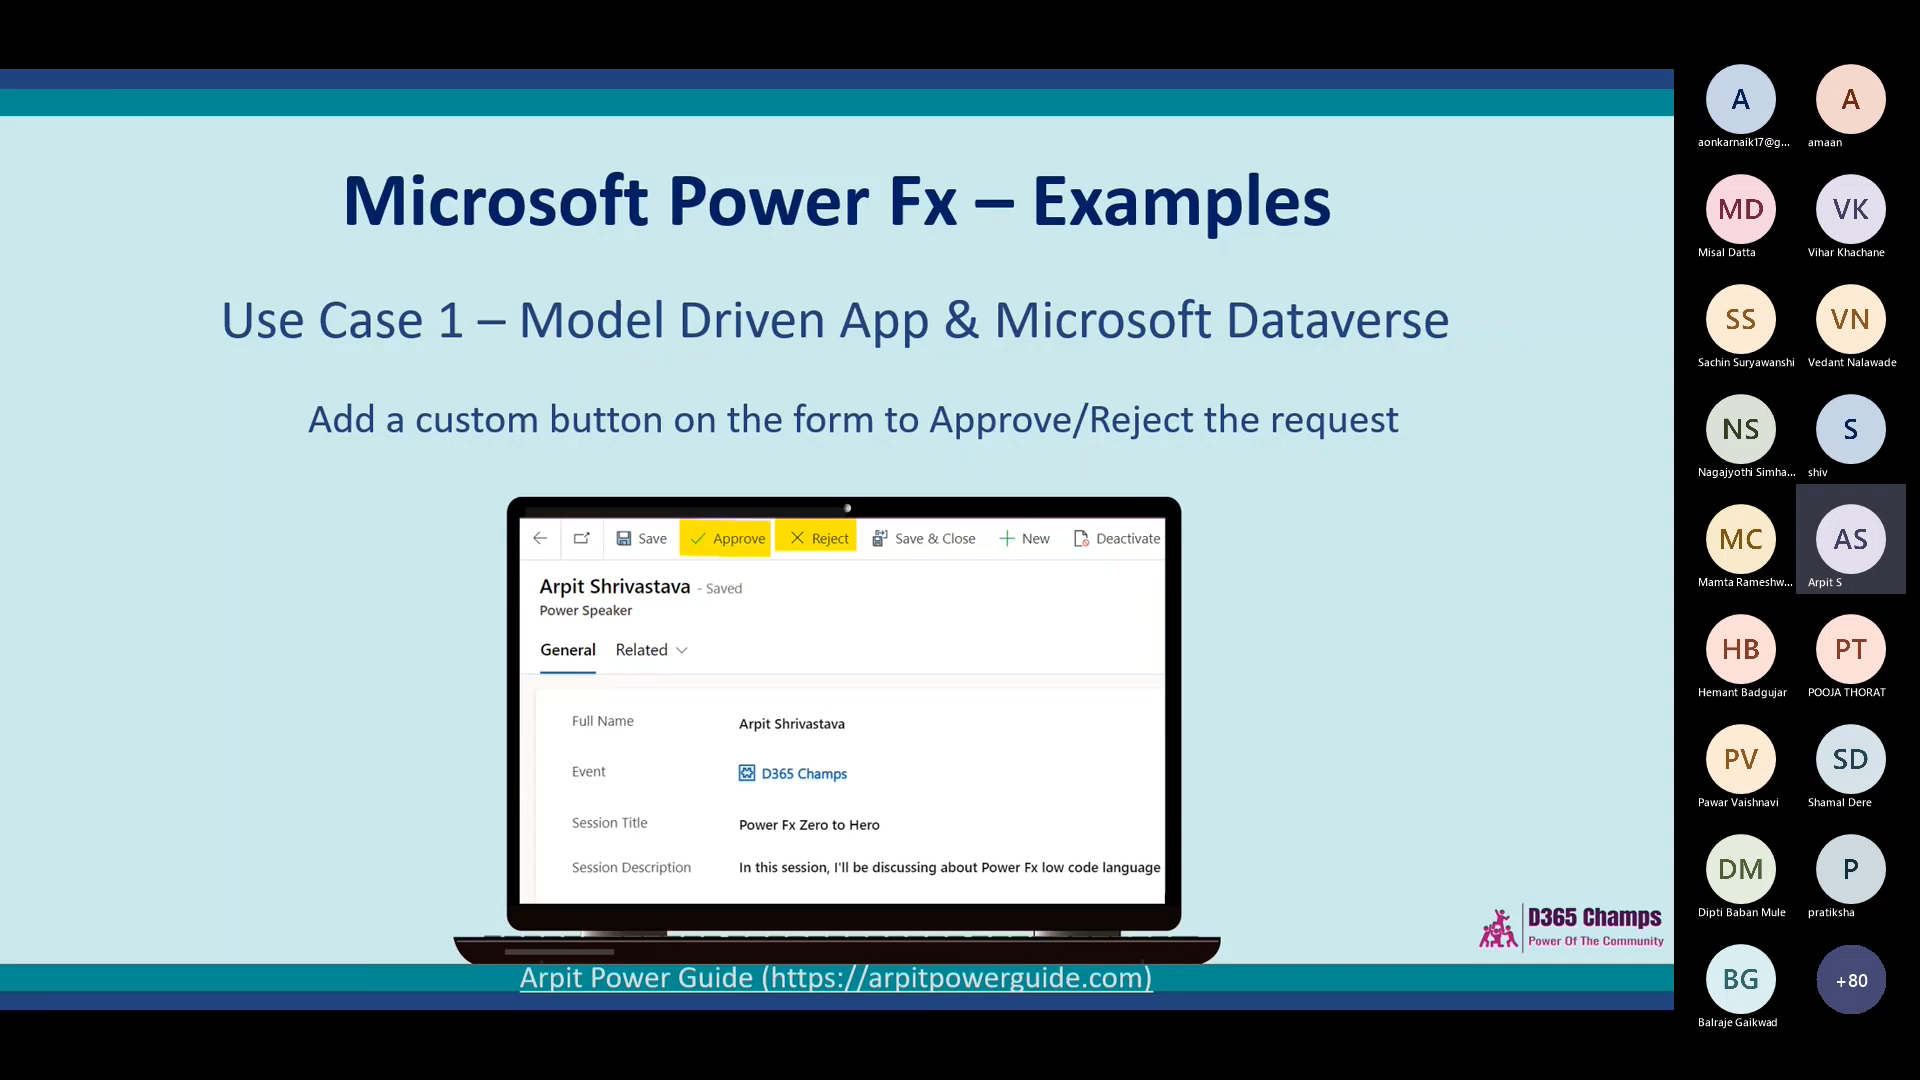 Microsoft Power Fx – Examples
Use Case 1 – Model Driven App & Microsoft Dataverse
Add a custom button on the form to Approve/Reject the request
Save Approve Reject Save & Close New Deactivate
Arpit Shrivastava - Saved
Power Speaker
General Related
Full Name Arpit Shrivastava
Event D365 Champs
Session Title Power Fx Zero to Hero
Session Description In this session, I'll be discussing about Power Fx low code language
D365 Champs
Power Of The Community
Arpit Power Guide (https://arpitpowerguide.com)
A A
aonkarnaik17@g... amaan
MD VK
Misal Datta Vihar Khachane
SS VN
Sachin Suryawanshi Vedant Nalawade
NS S
Nagajyothi Simha... shiv
MC AS
Mamta Rameshw... Arpit S
HB PT
Hemant Badgujar POOJA THORAT
PV SD
Pawar Vaishnavi Shamal Dere
DM P
Dipti Baban Mule pratiksha
BG +80
Balraje Gaikwad